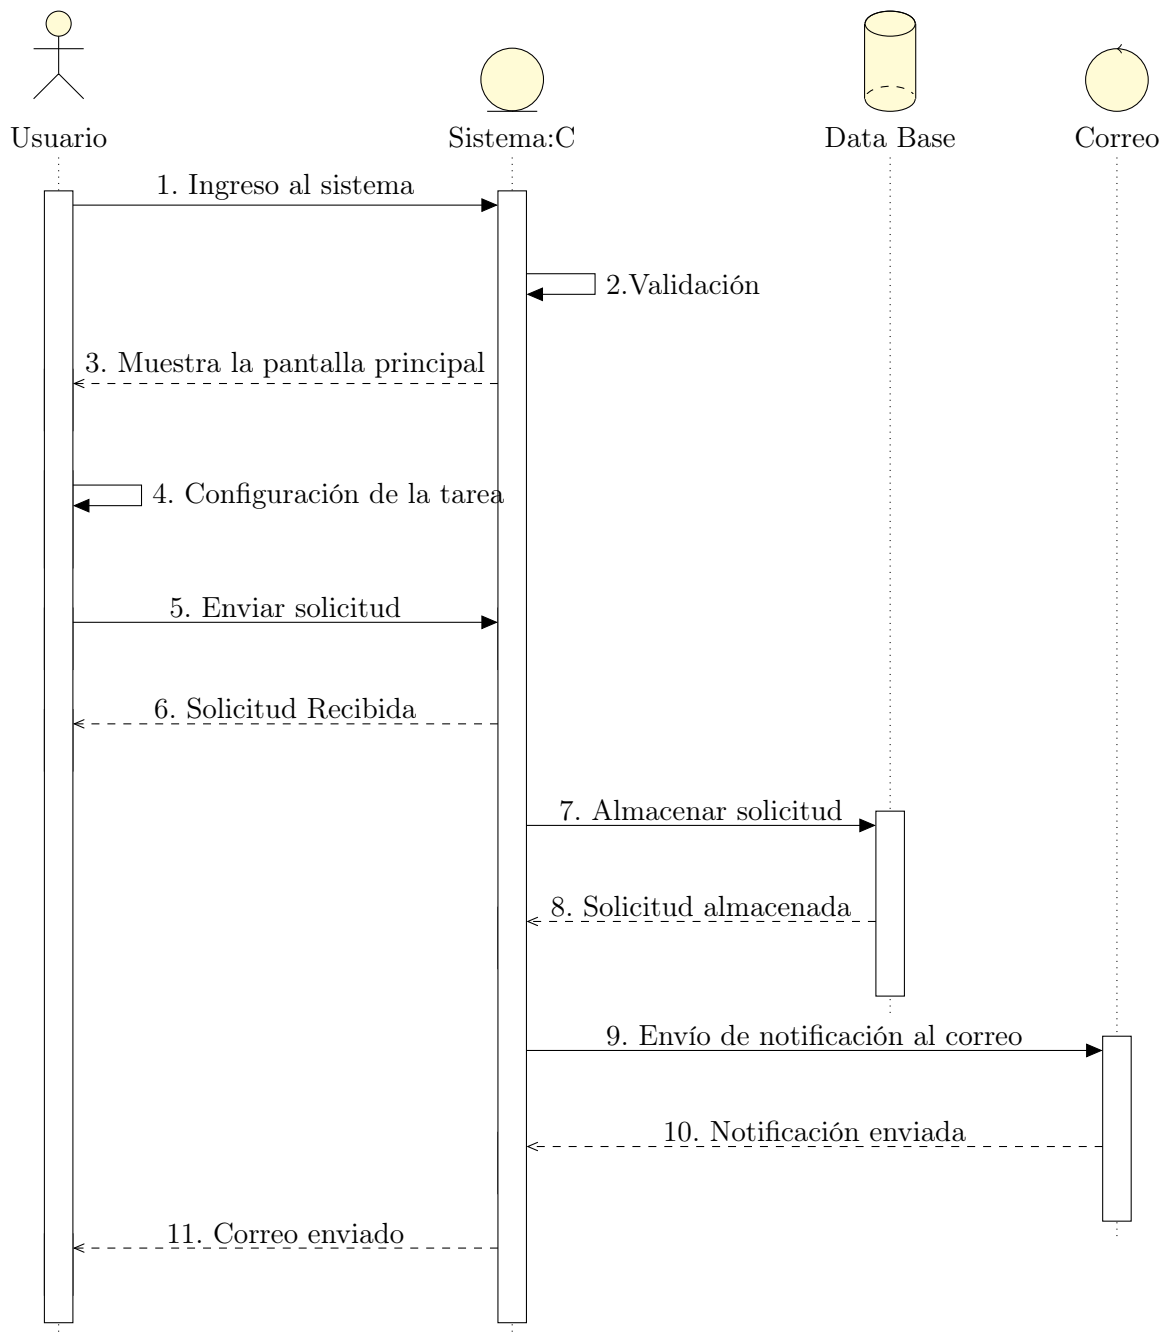 Usuario
Sistema:C
Data Base
Correo
1. Ingreso al sistema
2.Validación
3. Muestra la pantalla principal
4. Configuración de la tarea
5. Enviar solicitud
6. Solicitud Recibida
7. Almacenar solicitud
8. Solicitud almacenada
9. Envío de notificación al correo
10. Notificación enviada
11. Correo enviado